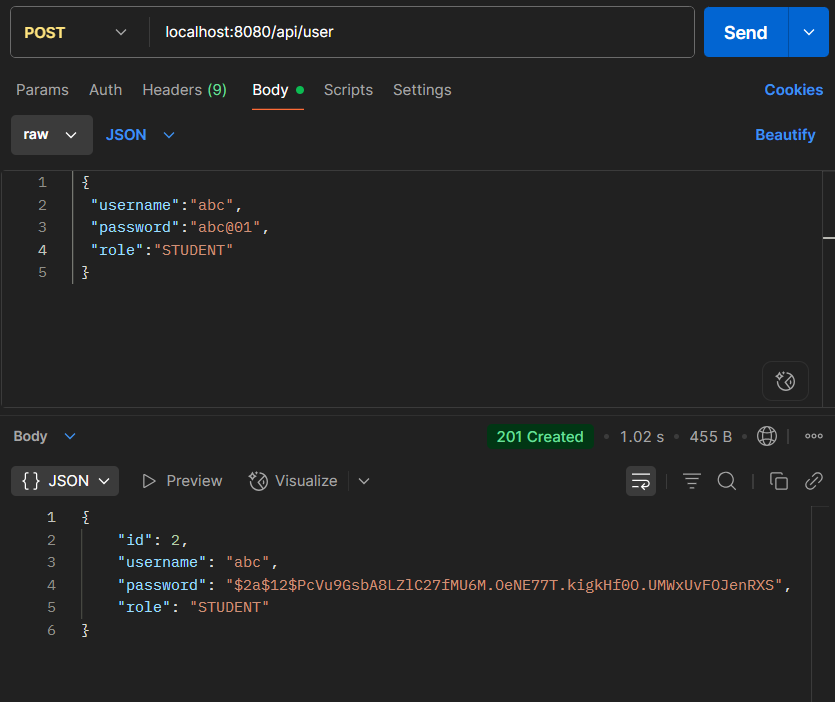 POST localhost:8080/api/user Send
Params Auth Headers (9) Body Scripts Settings Cookies
raw JSON Beautify
1 {
2 "username":"abc",
3 "password":"abc@01",
4 "role":"STUDENT"
5 }
Body 201 Created • 1.02 s • 455 B •
{} JSON Preview Visualize
1 {
2 "id": 2,
3 "username": "abc",
4 "password": "$2a$12$PcVu9GsbA8LZlC27fMU6M.OeNE77T.kigkHf0O.UMWxUvFOJenRXS",
5 "role": "STUDENT"
6 }